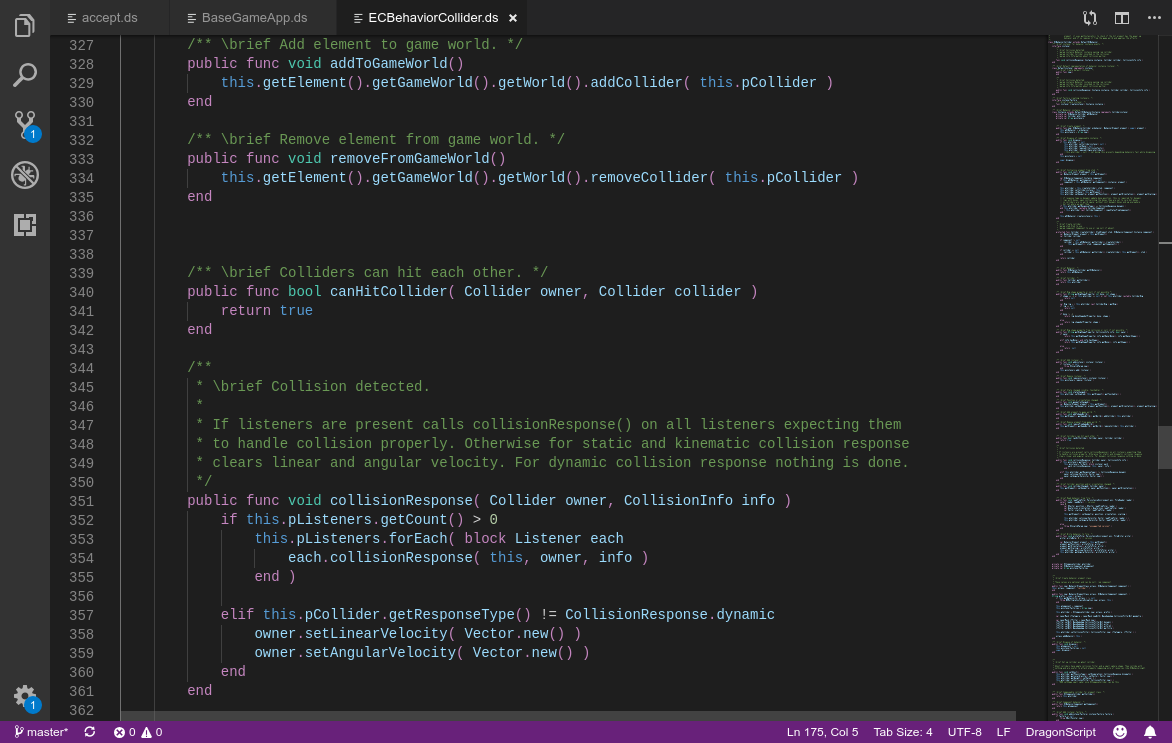 accept.ds BaseGameApp.ds ECBehaviorCollider.ds ×
327 /** \brief Add element to game world. */
328 public func void addToGameWorld()
329 this.getElement().getGameWorld().getWorld().addCollider( this.pCollider )
330 end
331
332 /** \brief Remove element from game world. */
333 public func void removeFromGameWorld()
334 this.getElement().getGameWorld().getWorld().removeCollider( this.pCollider )
335 end
336
337
338
339 /** \brief Colliders can hit each other. */
340 public func bool canHitCollider( Collider owner, Collider collider )
341 return true
342 end
343
344 /**
345 * \brief Collision detected.
346 *
347 * If listeners are present calls collisionResponse() on all listeners expecting them
348 * to handle collision properly. Otherwise for static and kinematic collision response
349 * clears linear and angular velocity. For dynamic collision response nothing is done.
350 */
351 public func void collisionResponse( Collider owner, CollisionInfo info )
352 if this.pListeners.getCount() > 0
353 this.pListeners.forEach( block Listener each
354 each.collisionResponse( this, owner, info )
355 end )
356
357 elif this.pCollider.getResponseType() != CollisionResponse.dynamic
358 owner.setLinearVelocity( Vector.new() )
359 owner.setAngularVelocity( Vector.new() )
360 end
361 end
362
1
1
master* 0 0 Ln 175, Col 5 Tab Size: 4 UTF-8 LF DragonScript